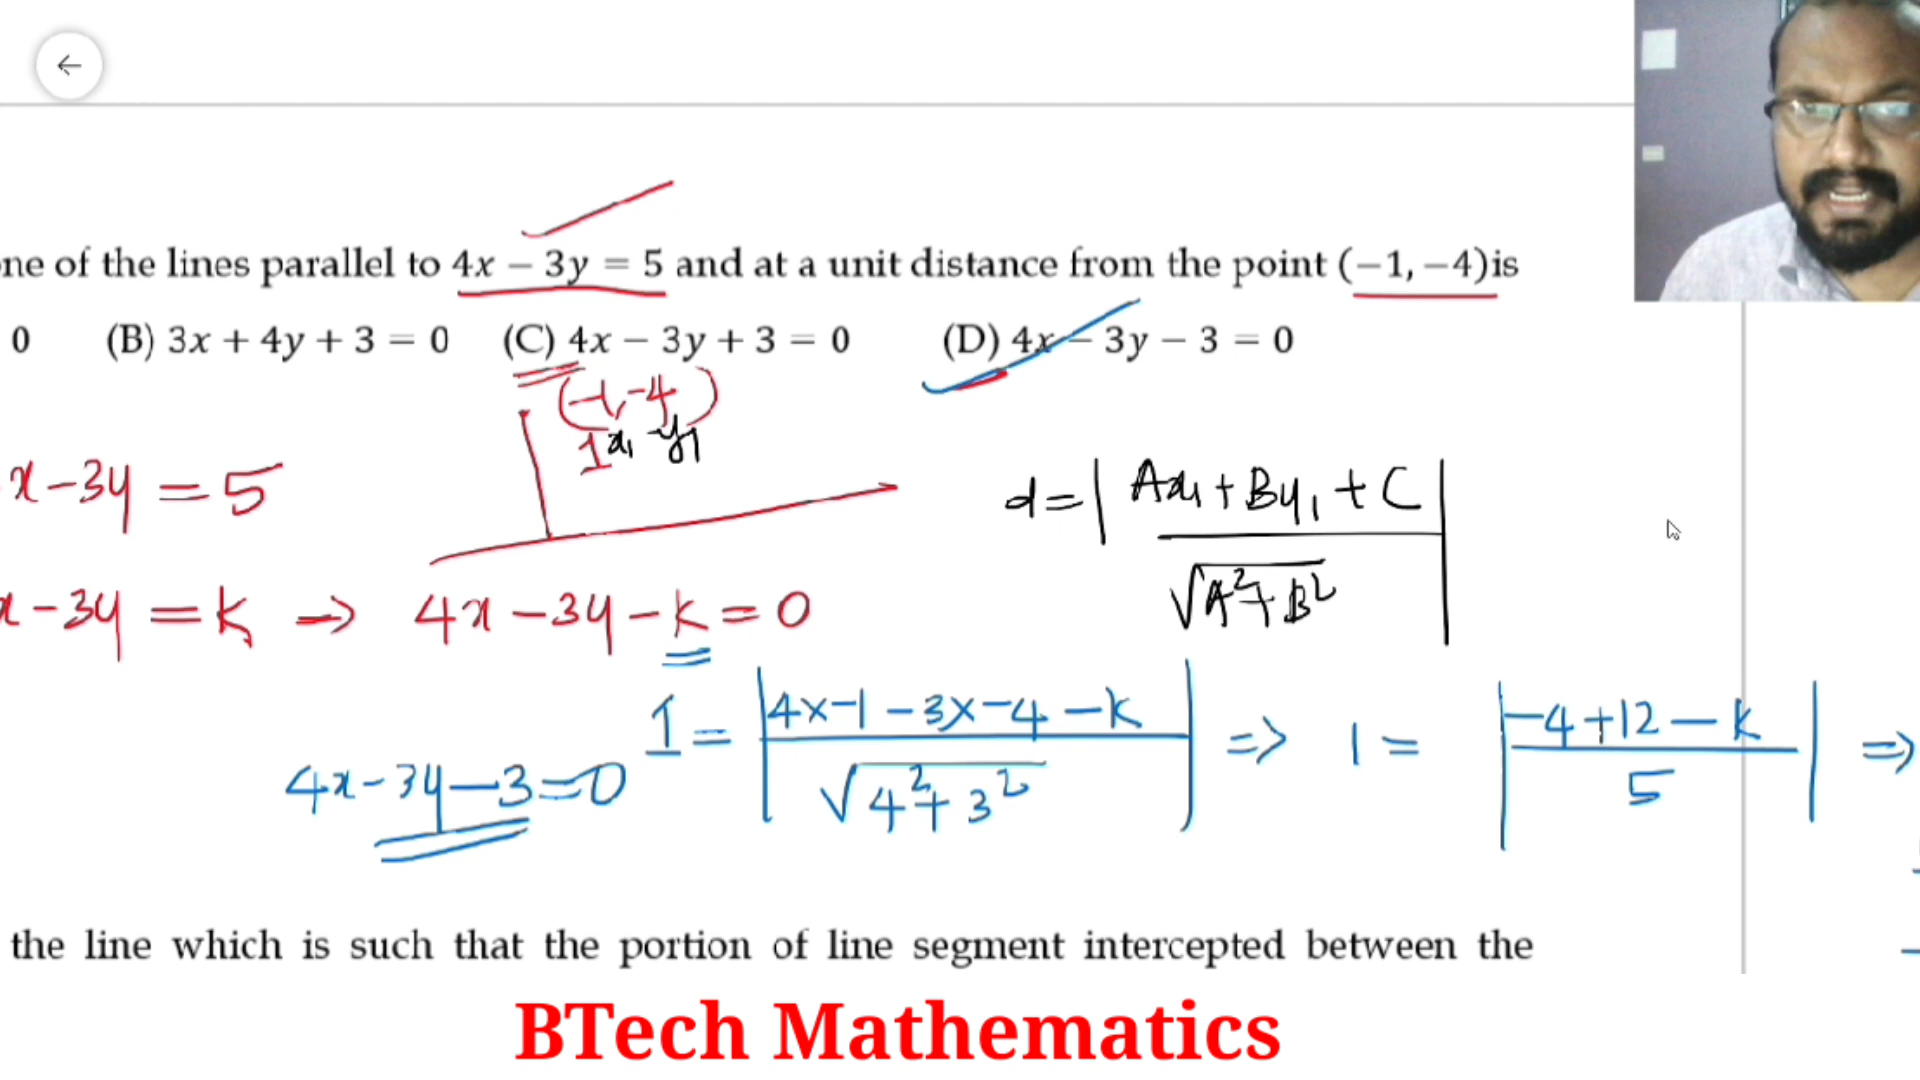 ne of the lines parallel to 4x − 3y = 5 and at a unit distance from the point (−1, −4)is
0 (B) 3x + 4y + 3 = 0 (C) 4x − 3y + 3 = 0 (D) 4x − 3y − 3 = 0
(-1,-4)
1 x₁ y₁
x-3y = 5
d = | Ax₁ + By₁ + C |
√A²+B²
x-3y = k → 4x-3y-k = 0
1 = | 4x-1 -3x-4 -k | ⇒ 1 = | -4+12-k | ⇒
√4²+3² 5
4x-3y-3=0
the line which is such that the portion of line segment intercepted between the
BTech Mathematics